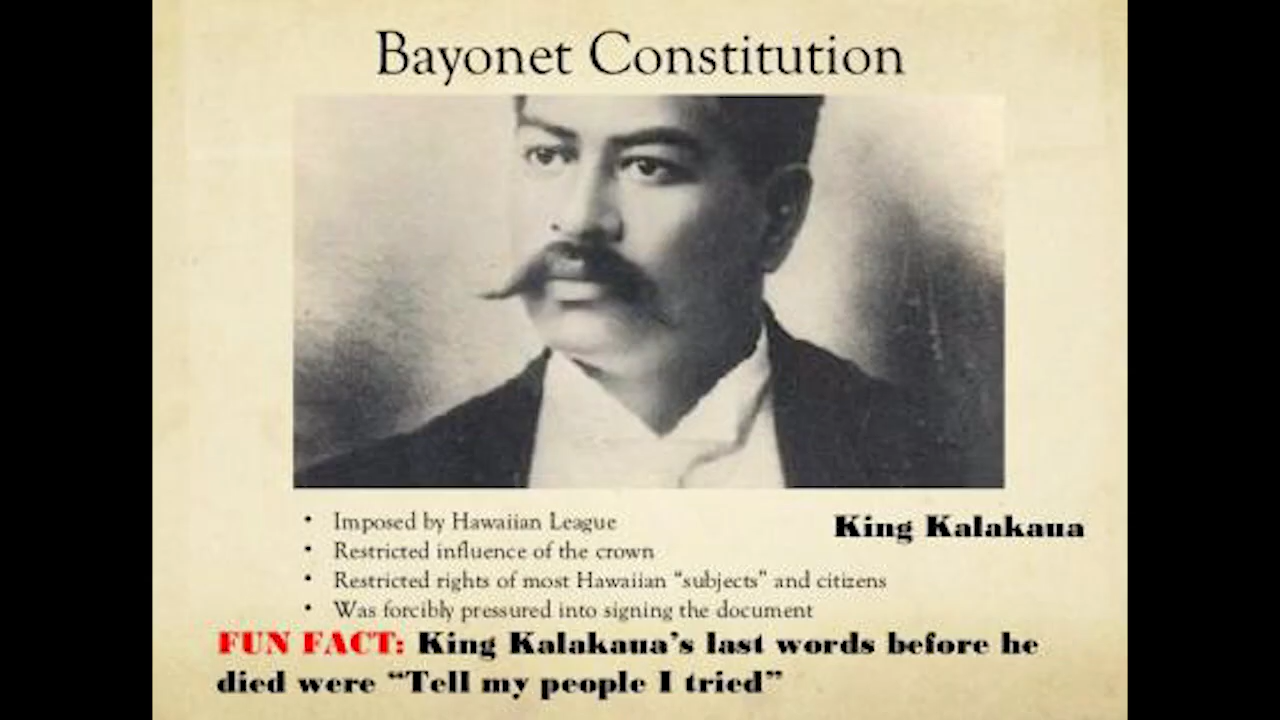 Bayonet Constitution
• Imposed by Hawaiian League
King Kalakaua
• Restricted influence of the crown
• Restricted rights of most Hawaiian “subjects” and citizens
• Was forcibly pressured into signing the document
FUN FACT: King Kalakaua’s last words before he
died were “Tell my people I tried”